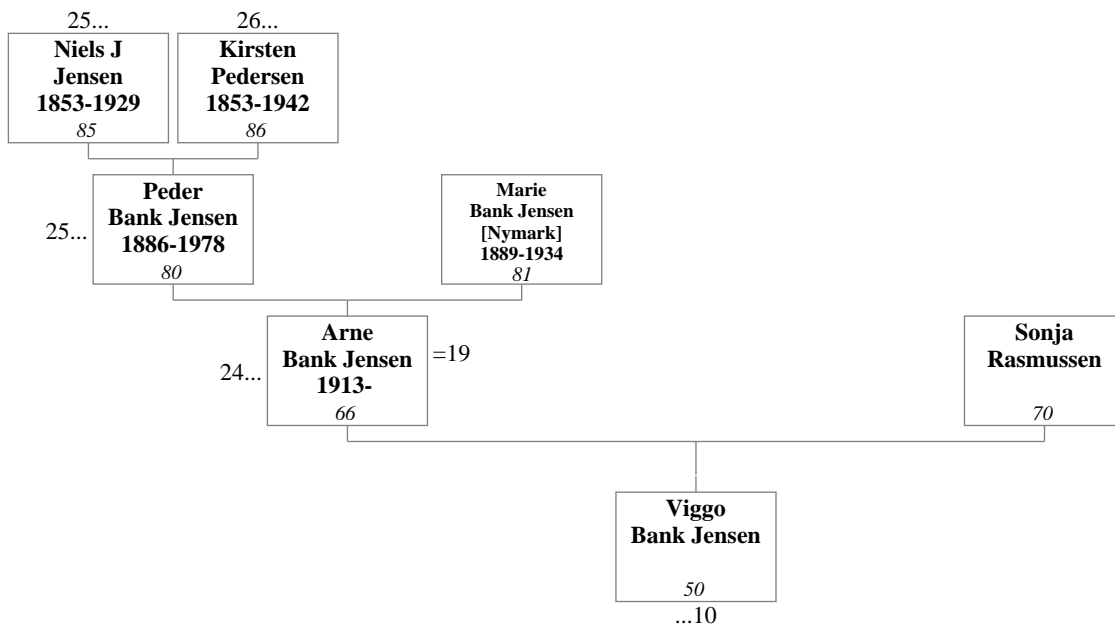 25...
Niels J
Jensen
1853-1929
85
26...
Kirsten
Pedersen
1853-1942
86
25...
Peder
Bank Jensen
1886-1978
80
Marie
Bank Jensen
[Nymark]
1889-1934
81
24...
Arne
Bank Jensen
1913-
66
=19
Sonja
Rasmussen
70
Viggo
Bank Jensen
50
...10